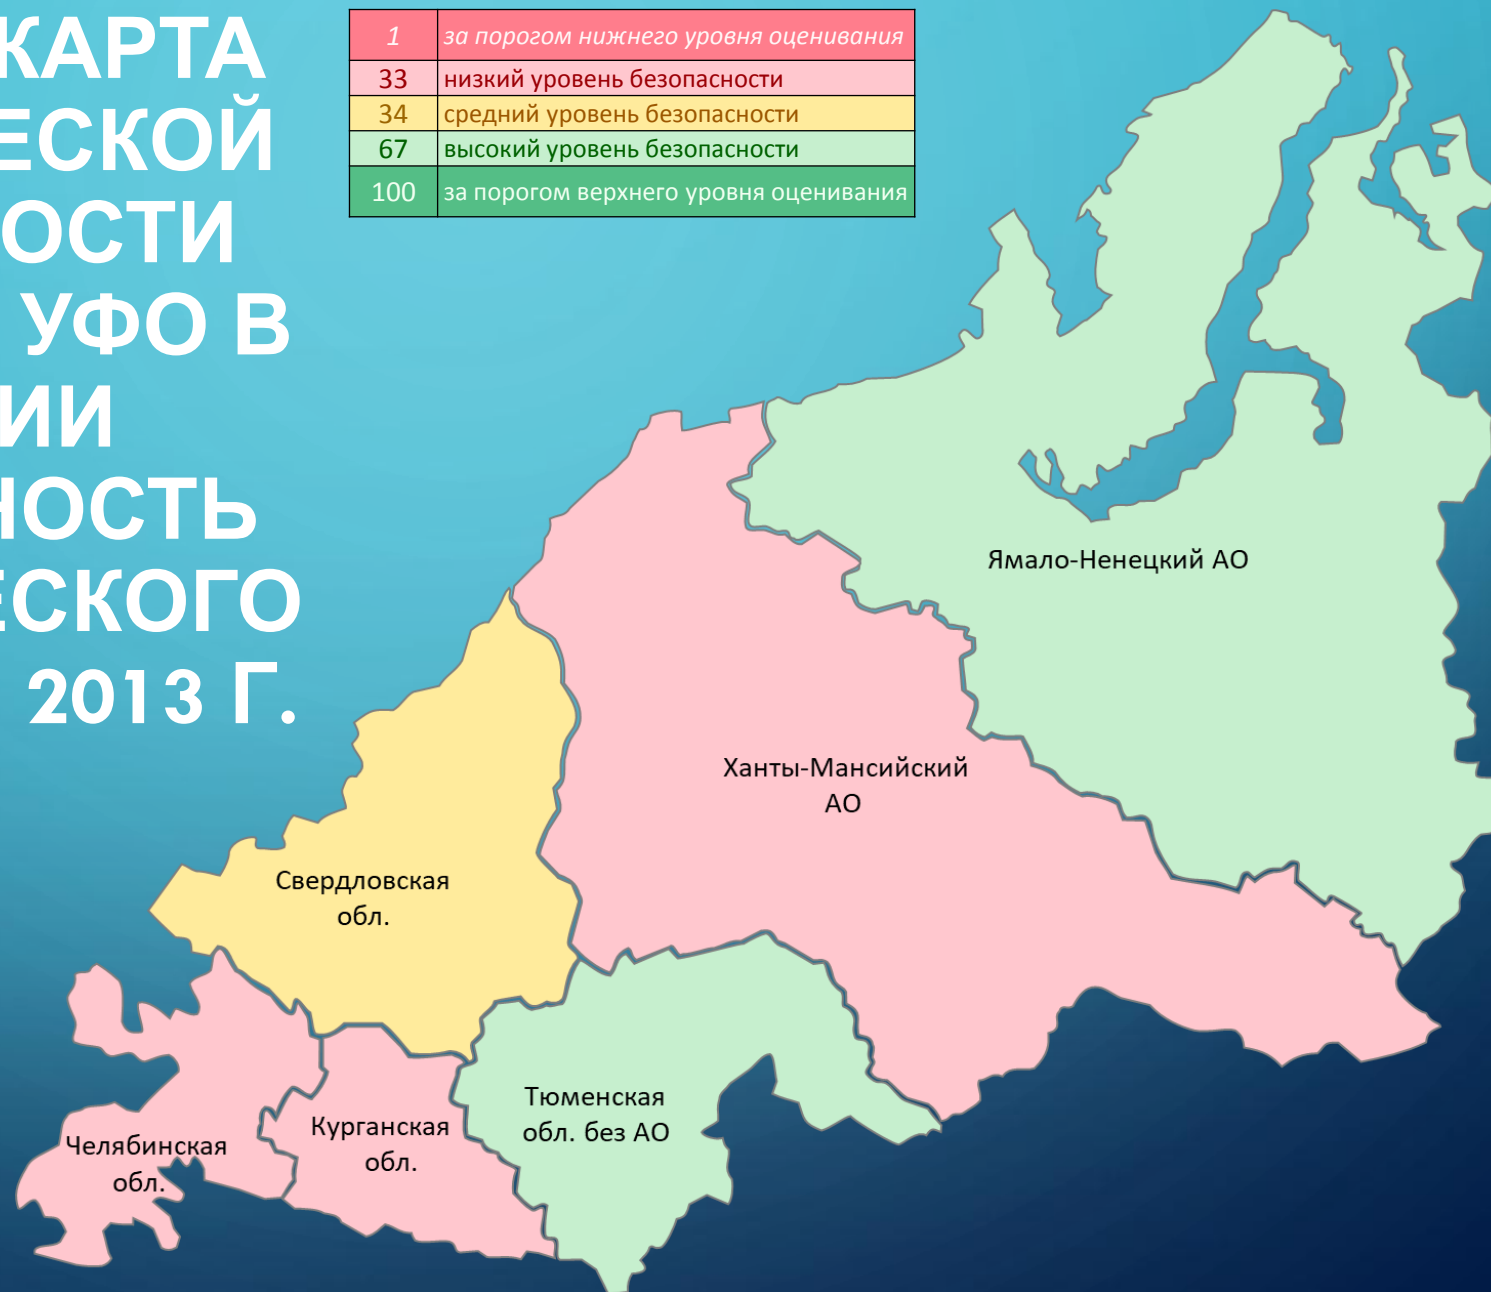 КАРТА
ЕСКОЙ
ОСТИ
УФО В
ИИ
НОСТЬ
ЕСКОГО
2013 Г.
1 за порогом нижнего уровня оценивания
33 низкий уровень безопасности
34 средний уровень безопасности
67 высокий уровень безопасности
100 за порогом верхнего уровня оценивания
Ямало-Ненецкий АО
Ханты-Мансийский
АО
Свердловская
обл.
Тюменская
обл. без АО
Курганская
обл.
Челябинская
обл.